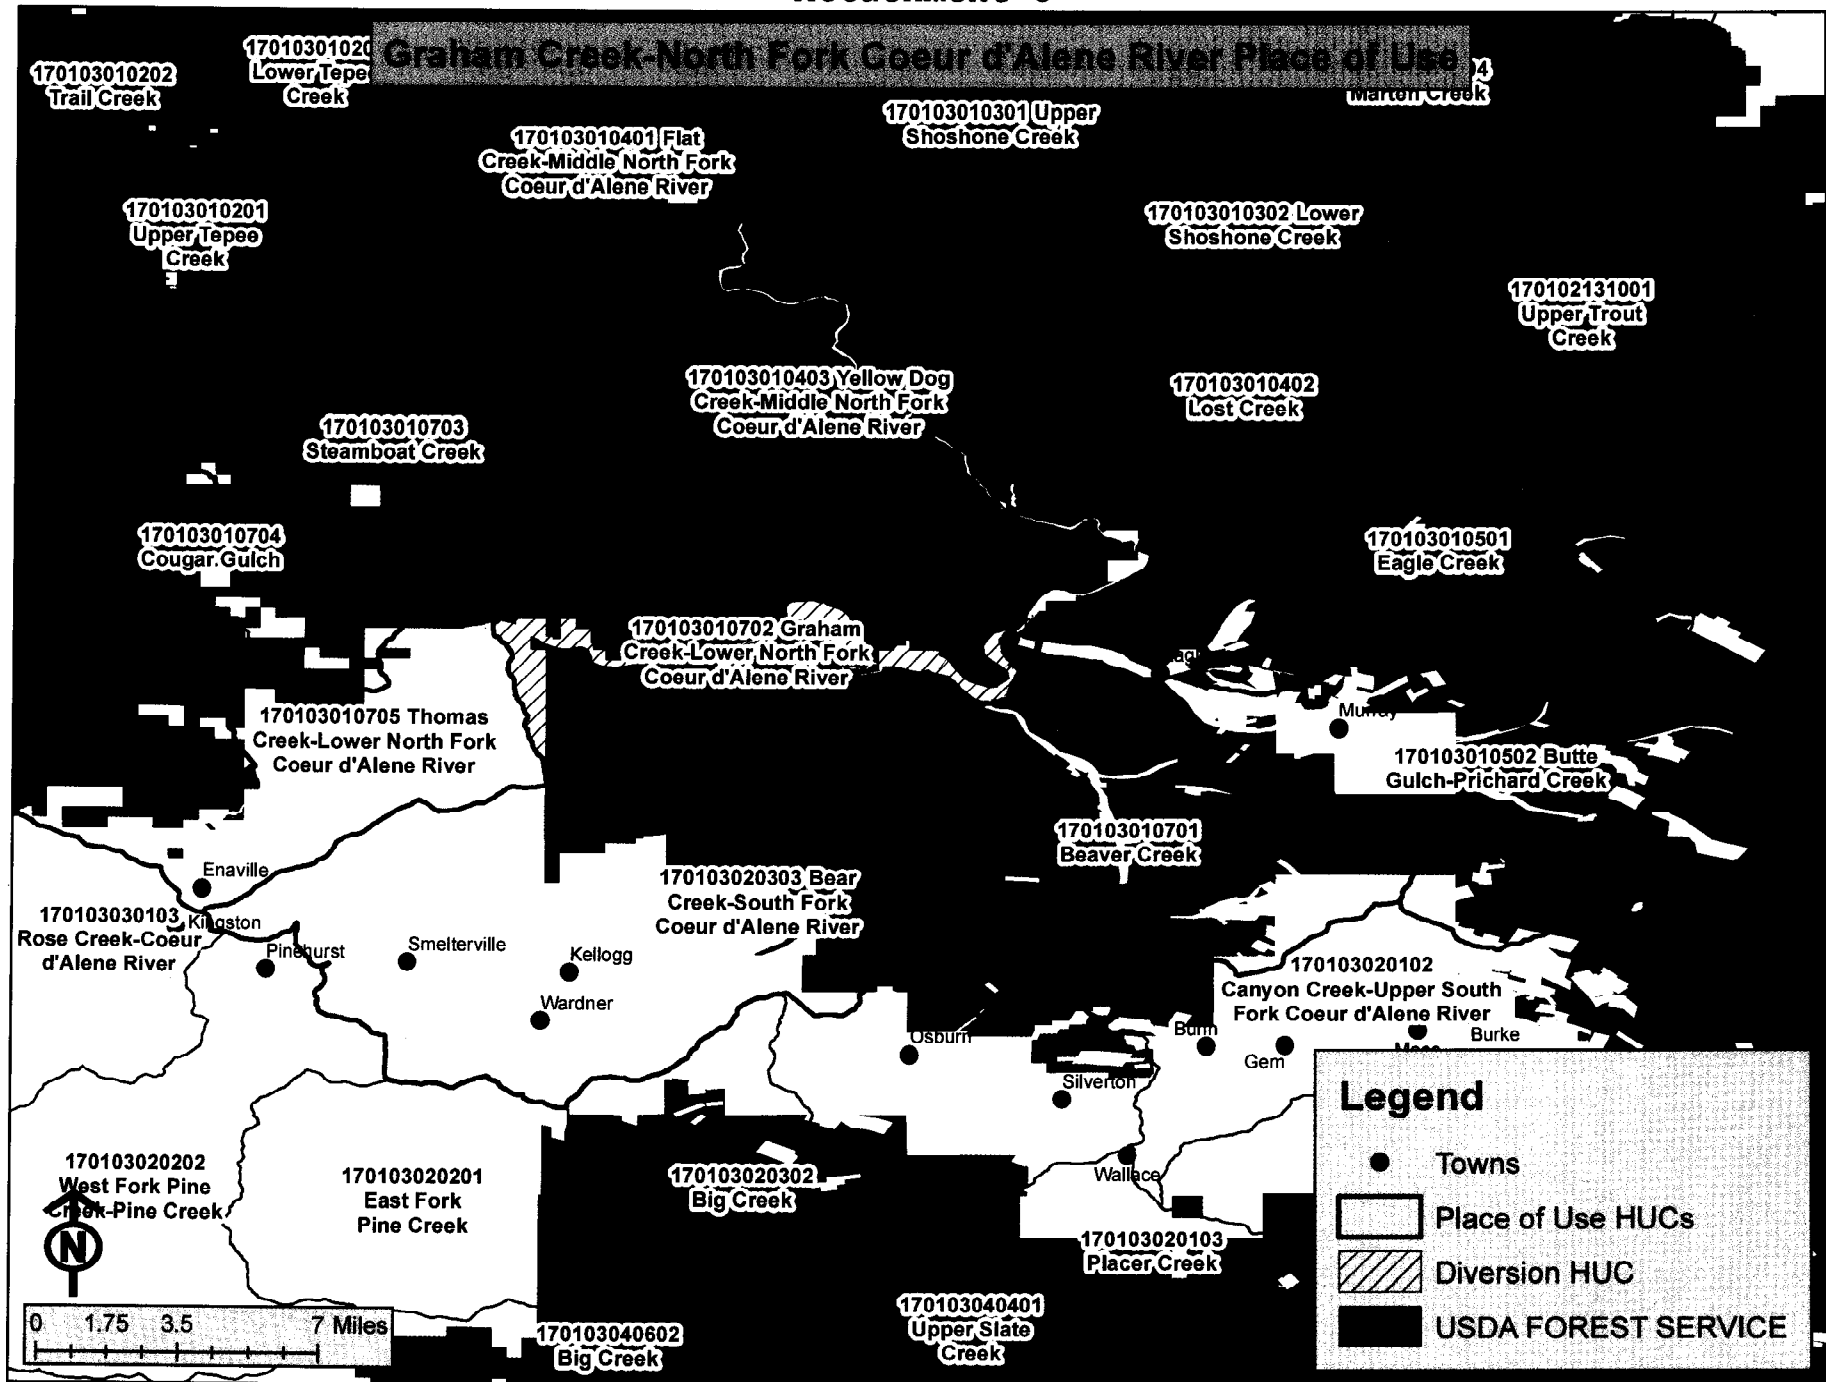 Graham Creek-North Fork Coeur d'Alene River Place of Use
170103010202
Trail Creek
17010301020
Lower Tepe
Creek
4
Marten Creek
170103010401 Flat
Creek-Middle North Fork
Coeur d'Alene River
170103010301 Upper
Shoshone Creek
170103010201
Upper Tepee
Creek
170103010302 Lower
Shoshone Creek
170102131001
Upper Trout
Creek
170103010403 Yellow Dog
Creek-Middle North Fork
Coeur d'Alene River
170103010402
Lost Creek
170103010703
Steamboat Creek
170103010704
Cougar Gulch
170103010501
Eagle Creek
170103010702 Graham
Creek-Lower North Fork
Coeur d'Alene River
170103010705 Thomas
Creek-Lower North Fork
Coeur d'Alene River
Murray
170103010502 Butte
Gulch-Prichard Creek
170103010701
Beaver Creek
Enaville
170103020303 Bear
Creek-South Fork
Coeur d'Alene River
170103030103
Rose Creek-Coeur
d'Alene River
Kingston
Pinehurst
Smelterville
Kellogg
Wardner
170103020102
Canyon Creek-Upper South
Fork Coeur d'Alene River
Osburn
Burke
Gem
Silverton
Wallace
170103020202
West Fork Pine
Creek-Pine Creek
170103020201
East Fork
Pine Creek
170103020302
Big Creek
170103020103
Placer Creek
170103040401
Upper Slate
Creek
170103040602
Big Creek
N
0 1.75 3.5 7 Miles
Legend
Towns
Place of Use HUCs
Diversion HUC
USDA FOREST SERVICE